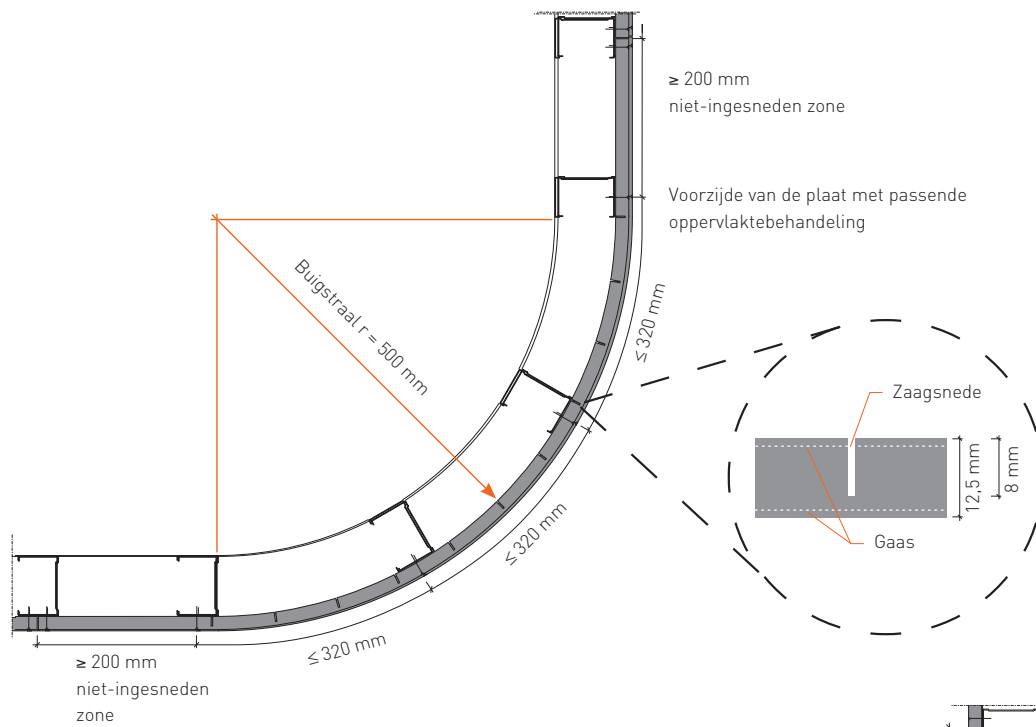 ≥ 200 mm
niet-ingesneden zone
Voorzijde van de plaat met passende
oppervlaktebehandeling
Buigstraal r = 500 mm
≤ 320 mm
Zaagsnede
12,5 mm
8 mm
Gaas
≤ 320 mm
≤ 320 mm
≥ 200 mm
niet-ingesneden
zone